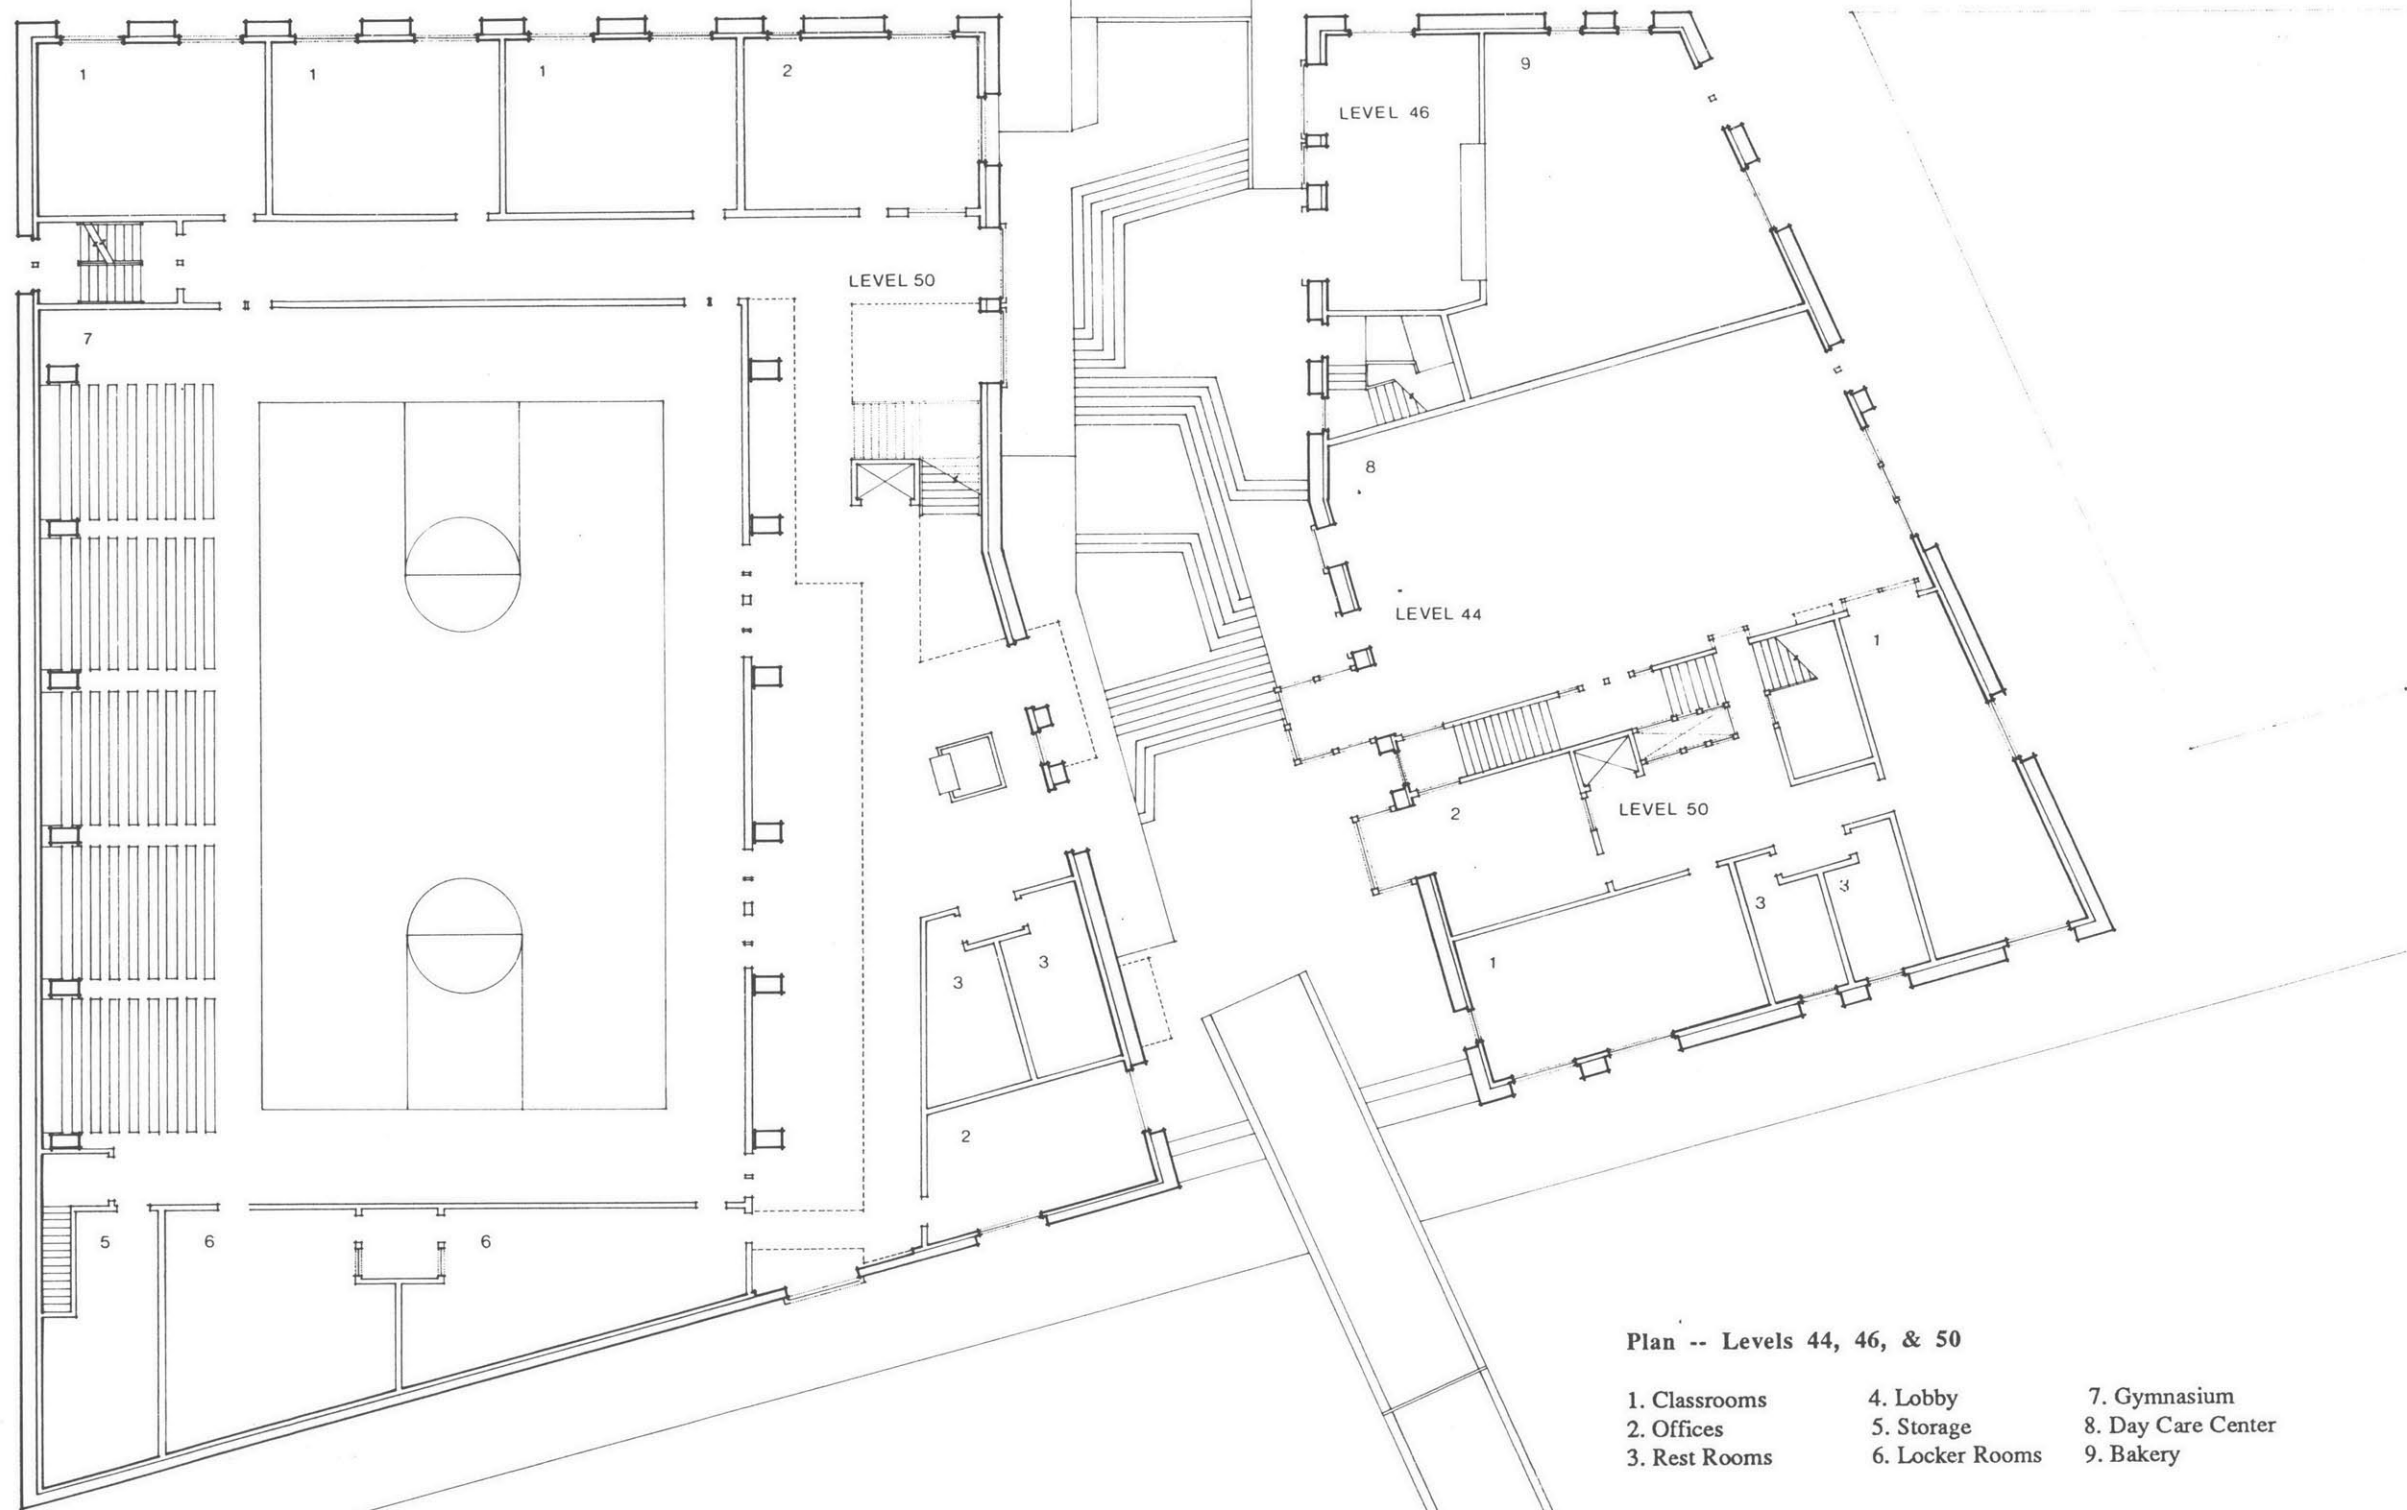 1
1
1
2
9
LEVEL 46
LEVEL 50
7
8
LEVEL 44
1
LEVEL 50
2
3
3
1
3
3
2
5
6
6
Plan -- Levels 44, 46, & 50
1. Classrooms
2. Offices
3. Rest Rooms
4. Lobby
5. Storage
6. Locker Rooms
7. Gymnasium
8. Day Care Center
9. Bakery